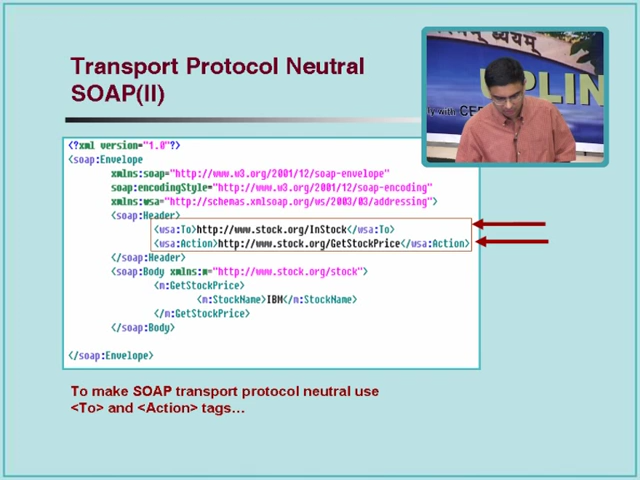 Transport Protocol Neutral
SOAP(II)
ध्येयम्
UPLIN
with CE
<?xml version="1.0"?>
<soap:Envelope
xmlns:soap="http://www.w3.org/2001/12/soap-envelope"
soap:encodingStyle="http://www.w3.org/2001/12/soap-encoding"
xmlns:wsa="http://schemas.xmlsoap.org/ws/2003/03/addressing">
<soap:Header>
<wsa:To>http://www.stock.org/InStock</wsa:To>
<wsa:Action>http://www.stock.org/GetStockPrice</wsa:Action>
</soap:Header>
<soap:Body xmlns:m="http://www.stock.org/stock">
<m:GetStockPrice>
<m:StockName>IBM</m:StockName>
</m:GetStockPrice>
</soap:Body>
</soap:Envelope>
To make SOAP transport protocol neutral use
<To> and <Action> tags…